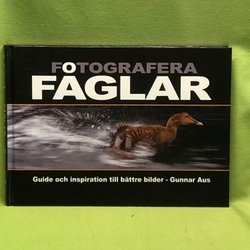 FOTOGRAFERA
FÅGLAR
Guide och inspiration till bättre bilder - Gunnar Aus